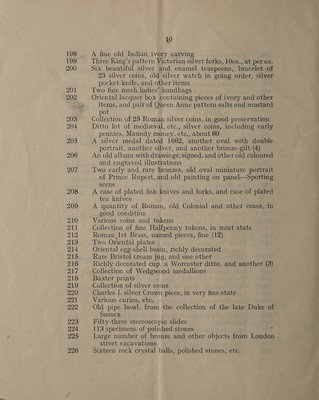 10
198 A fine old Indian ivory carving
199 Three King's pattern Victorian silver forks, 10oz., at per oz.
200 Six beautiful silver and enamel teaspoons, bracelet of
23 silver coins, old silver watch in going order, silver
pocket knife, and other items
201 Two fine mesh ladies' handbags
202 Oriental lacquer box containing pieces of ivory and other
items, and pair of Queen Anne pattern salts and mustard
pot
203 Collection of 25 Roman silver coins, in good preservation
204 Ditto lot of mediæval, etc., silver coins, including early
pennies, Maundy money, etc., about 60
205 A silver medal dated 1662, another oval with double
portrait, another silver, and another bronze-gilt (4)
206 An old album with drawings, signed, and other old coloured
and engraved illustrations
207 Two early and rare bronzes, old oval miniature portrait
of Prince Rupert, and old painting on panel—Sporting
scene
208 A case of plated fish knives and forks, and case of plated
tea knives
209 A quantity of Roman, old Colonial and other coins, in
good condition
210 Various coins and tokens
211 Collection of fine Halfpenny tokens, in mint state
212 Roman 1st Brass, named pieces, fine (12)
213 Two Oriental plates
214 Oriental egg-shell basin, richly decorated
215 Rare Bristol cream jug, and one other
216 Richly decorated cup, a Worcester ditto, and another (3)
217 Collection of Wedgwood medallions
218 Baxter prints
219 Collection of silver coins
220 Charles I. silver Crown piece, in very fine state
221 Various curios, etc.
222 Old pipe bowl, from the collection of the late Duke of
Sussex
223 Fifty-three stereoscopic slides
224 113 specimens of polished stones
225 Large number of bronze and other objects from London
street excavations
226 Sixteen rock crystal balls, polished stones, etc.